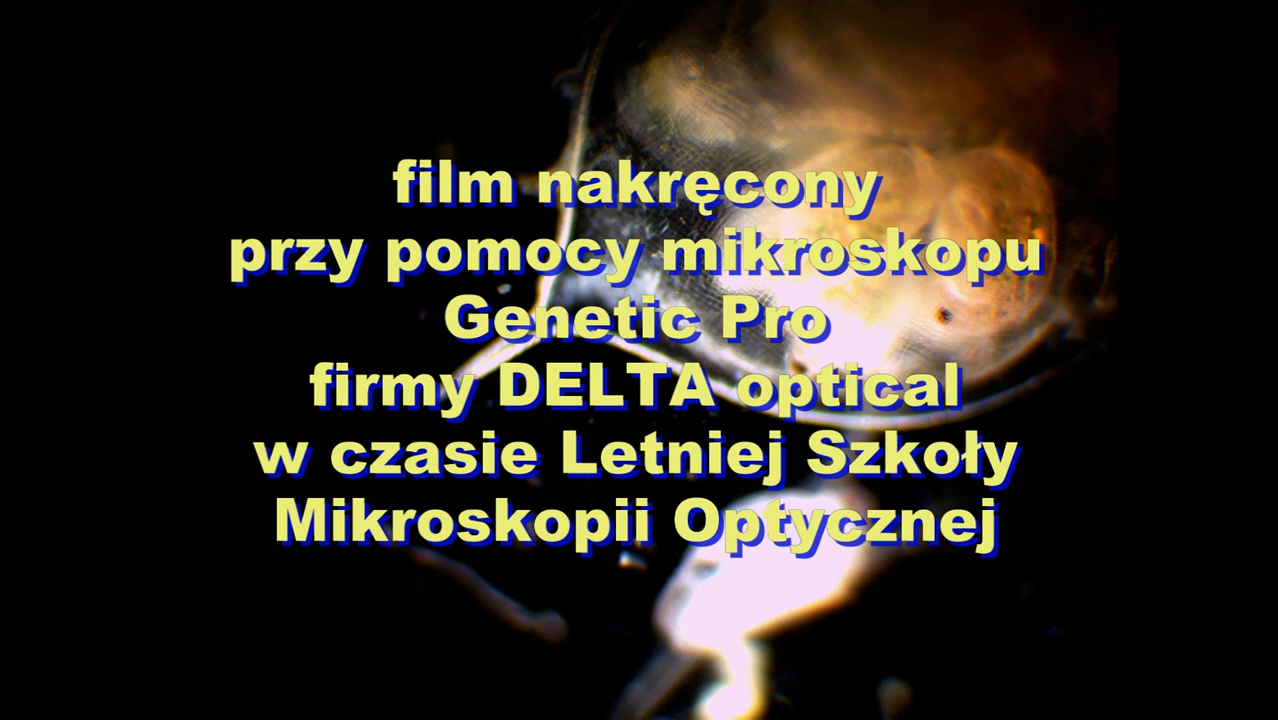 film nakręcony
przy pomocy mikroskopu
Genetic Pro
firmy DELTA optical
w czasie Letniej Szkoły
Mikroskopii Optycznej